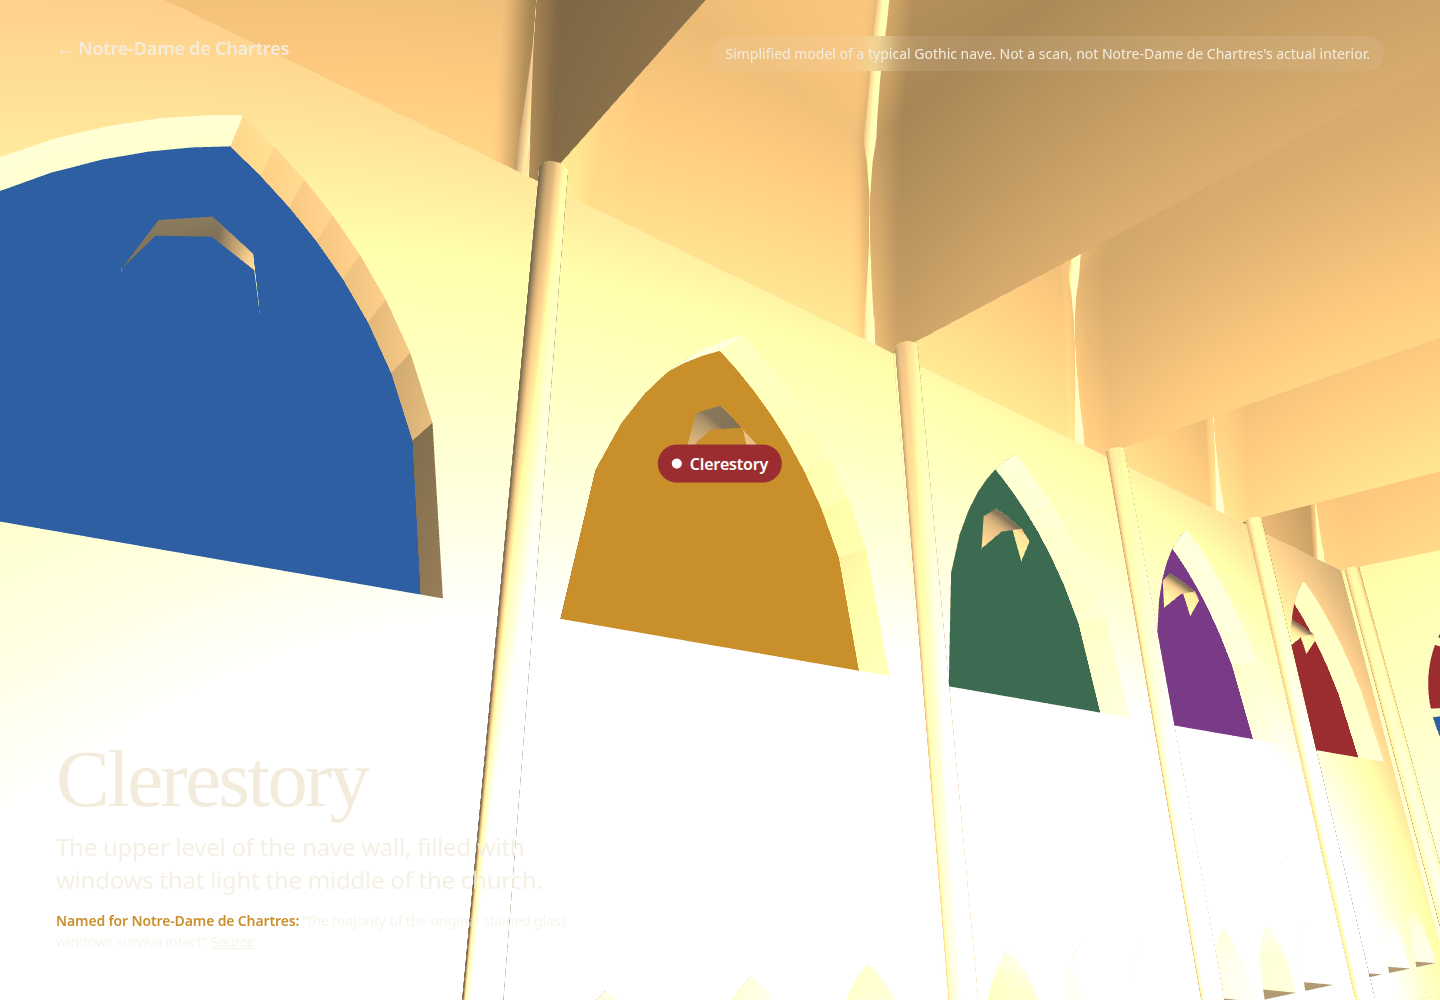 ← Notre-Dame de Chartres
Simplified model of a typical Gothic nave. Not a scan, not Notre-Dame de Chartres's actual interior.
Clerestory
Clerestory
The upper level of the nave wall, filled with
windows that light the middle of the church.
Named for Notre-Dame de Chartres: "the majority of the original stained glass
windows survive intact" Source